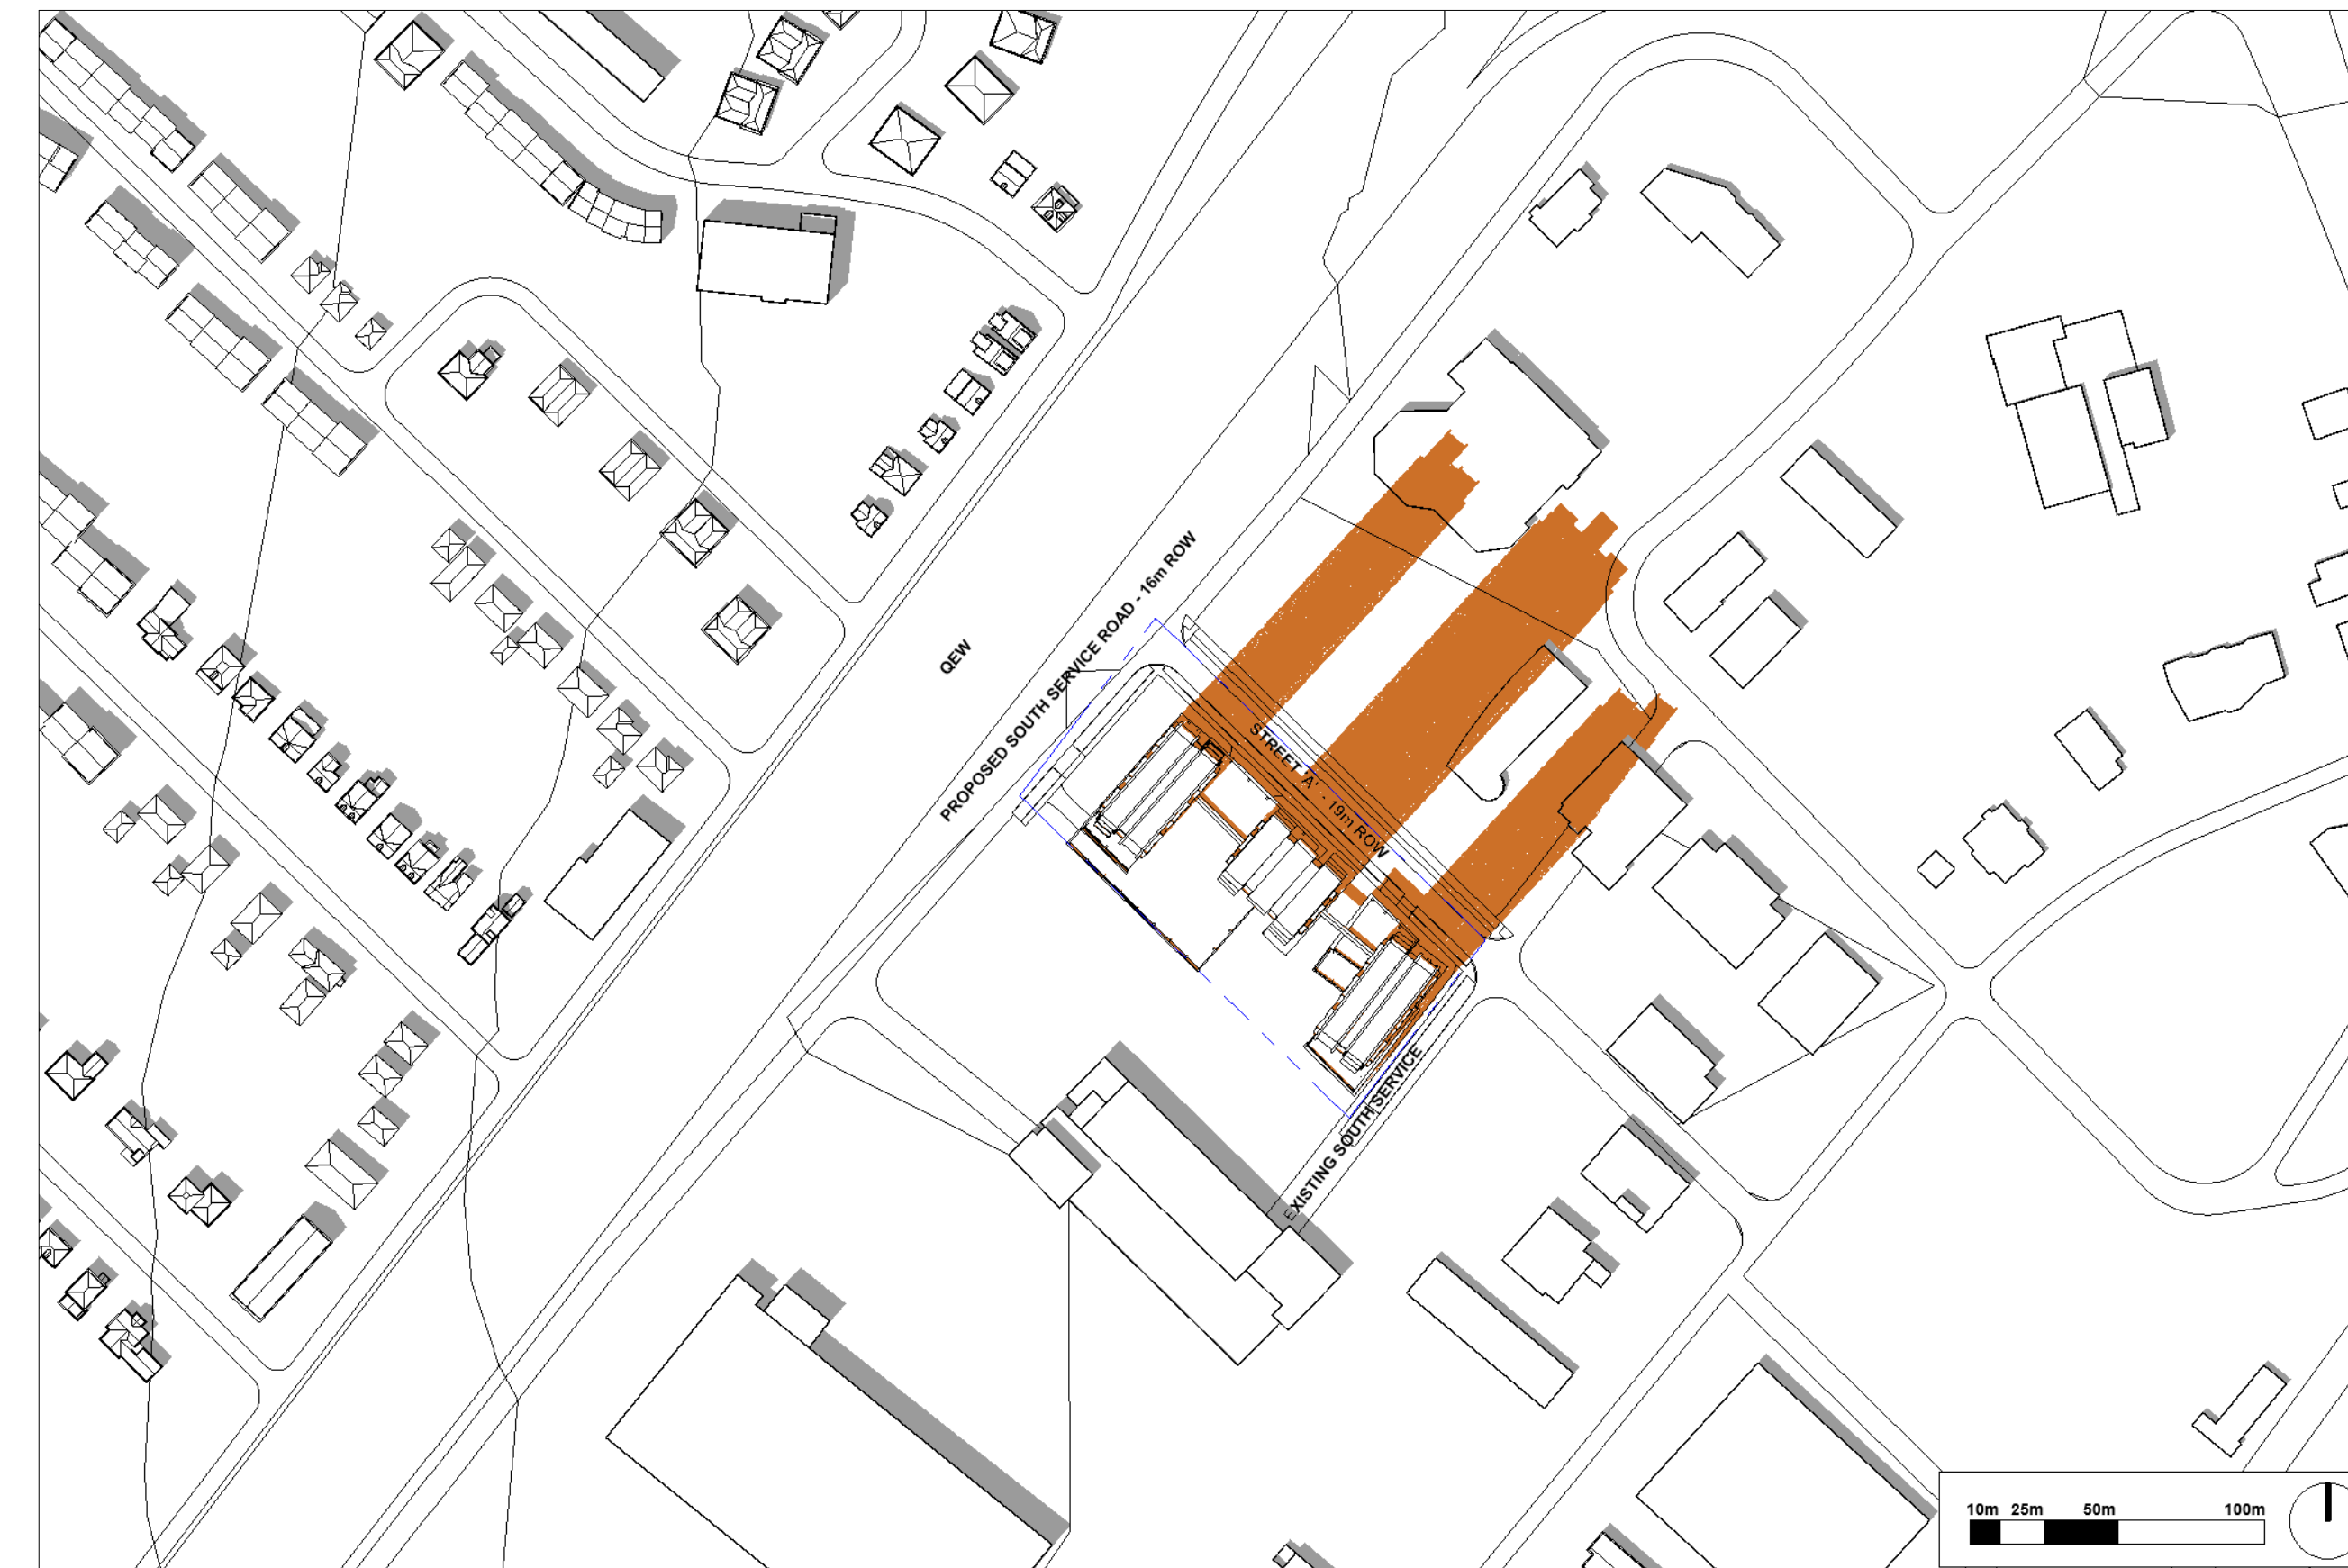 PROPOSED SOUTH SERVICE ROAD - 16m ROW
QEW
STREET 'A' - 19m ROW
EXISTING SOUTH SERVICE
10m 25m 50m 100m